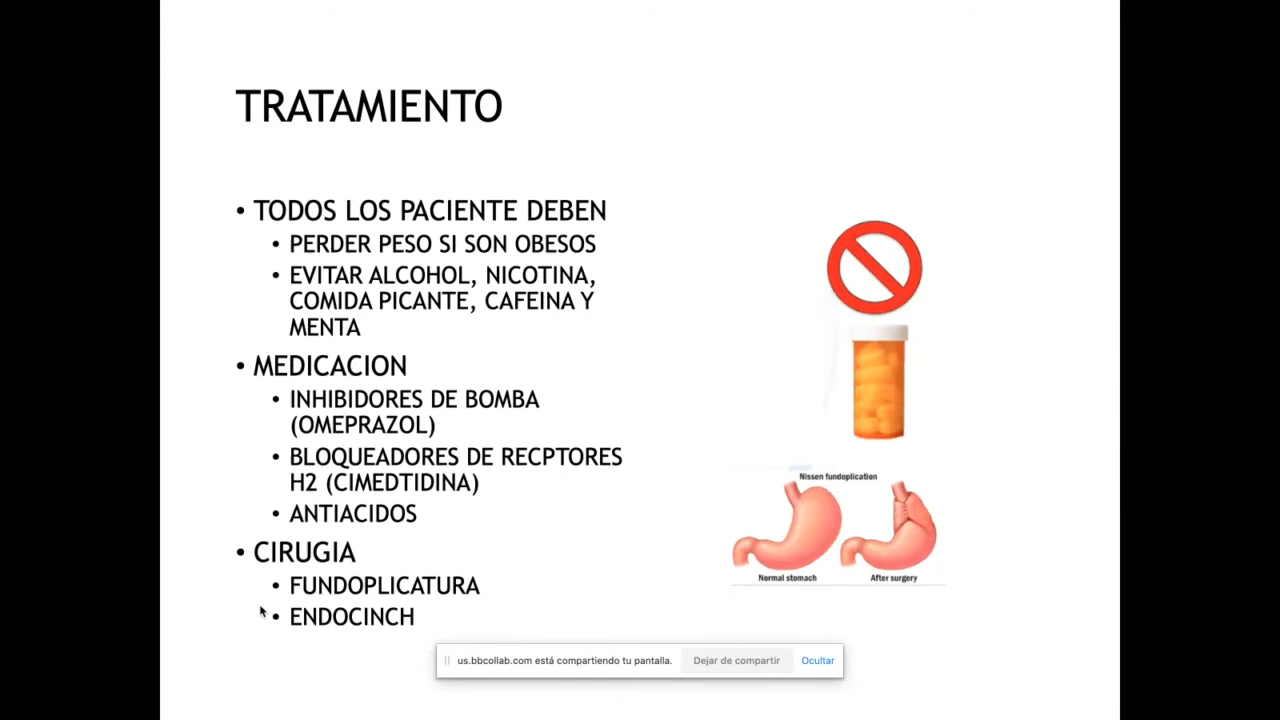 TRATAMIENTO
• TODOS LOS PACIENTE DEBEN
• PERDER PESO SI SON OBESOS
• EVITAR ALCOHOL, NICOTINA,
COMIDA PICANTE, CAFEINA Y
MENTA
• MEDICACION
• INHIBIDORES DE BOMBA
(OMEPRAZOL)
• BLOQUEADORES DE RECPTORES
H2 (CIMEDTIDINA)
• ANTIACIDOS
• CIRUGIA
• FUNDOPLICATURA
• ENDOCINCH
Nissen fundoplication
Normal stomach
After surgery
us.bbcollab.com está compartiendo tu pantalla.
Dejar de compartir
Ocultar